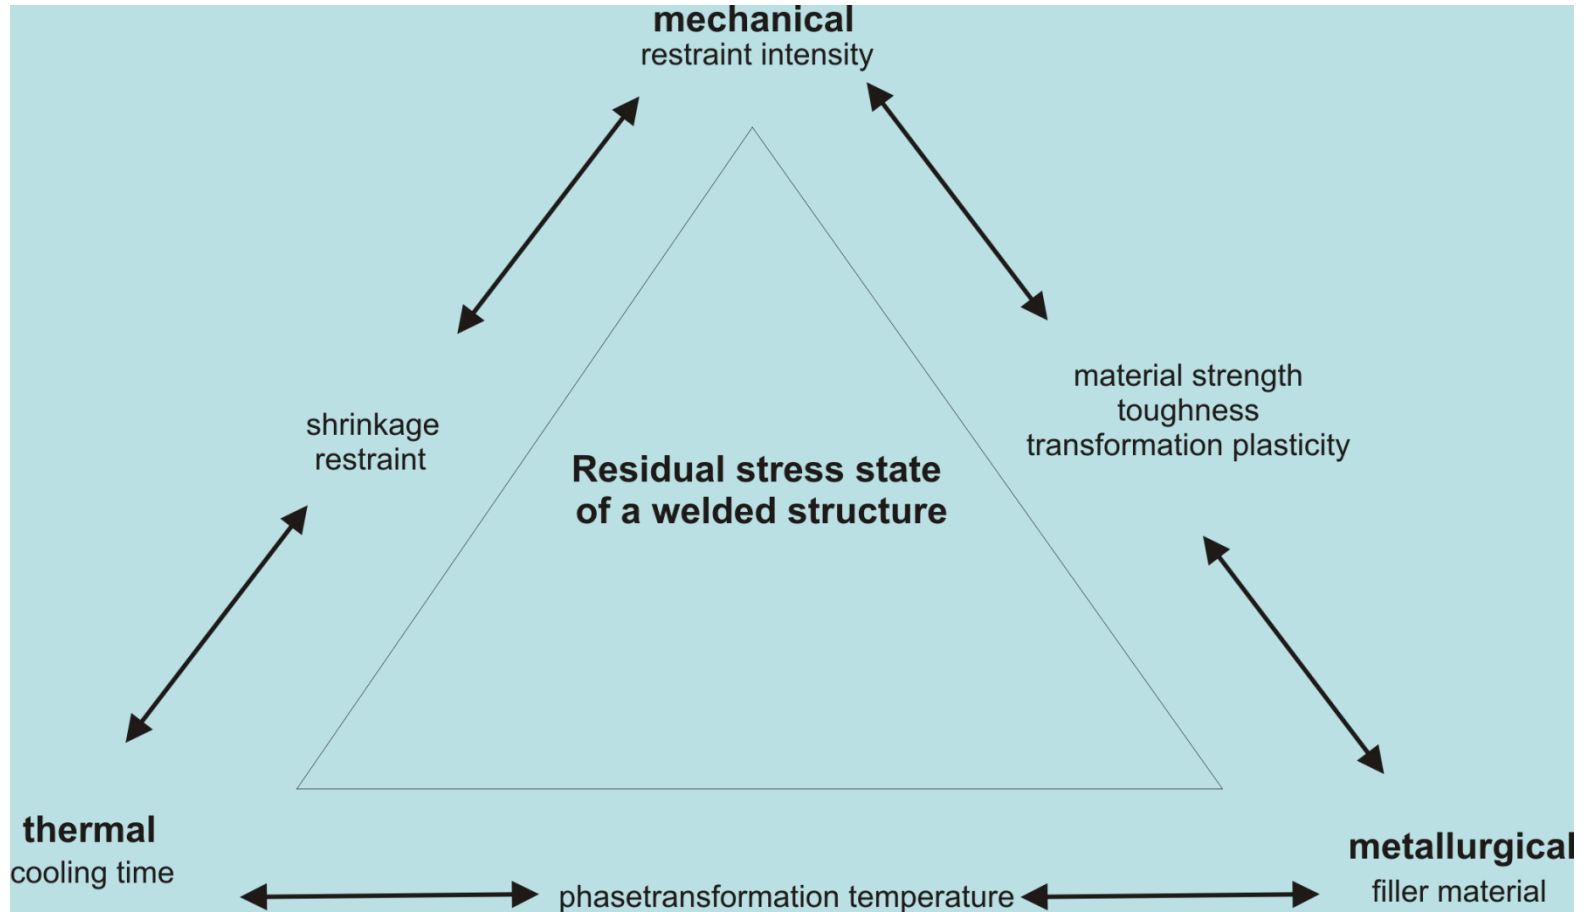 mechanical
restraint intensity
shrinkage
restraint
material strength
toughness
transformation plasticity
Residual stress state
of a welded structure
thermal
cooling time
phasetransformation temperature
metallurgical
filler material